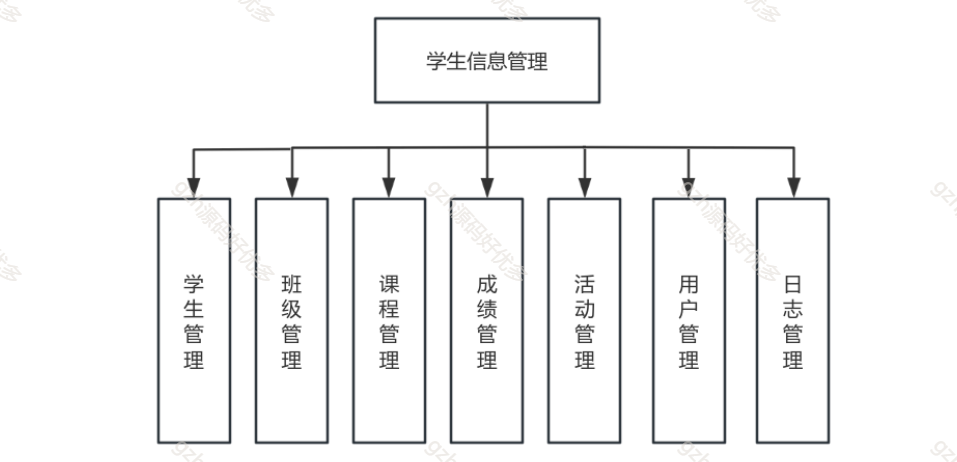 学生信息管理
学生管理
班级管理
课程管理
成绩管理
活动管理
用户管理
日志管理
gzh源码好优多
gzh源码好优多
gzh源码好优多